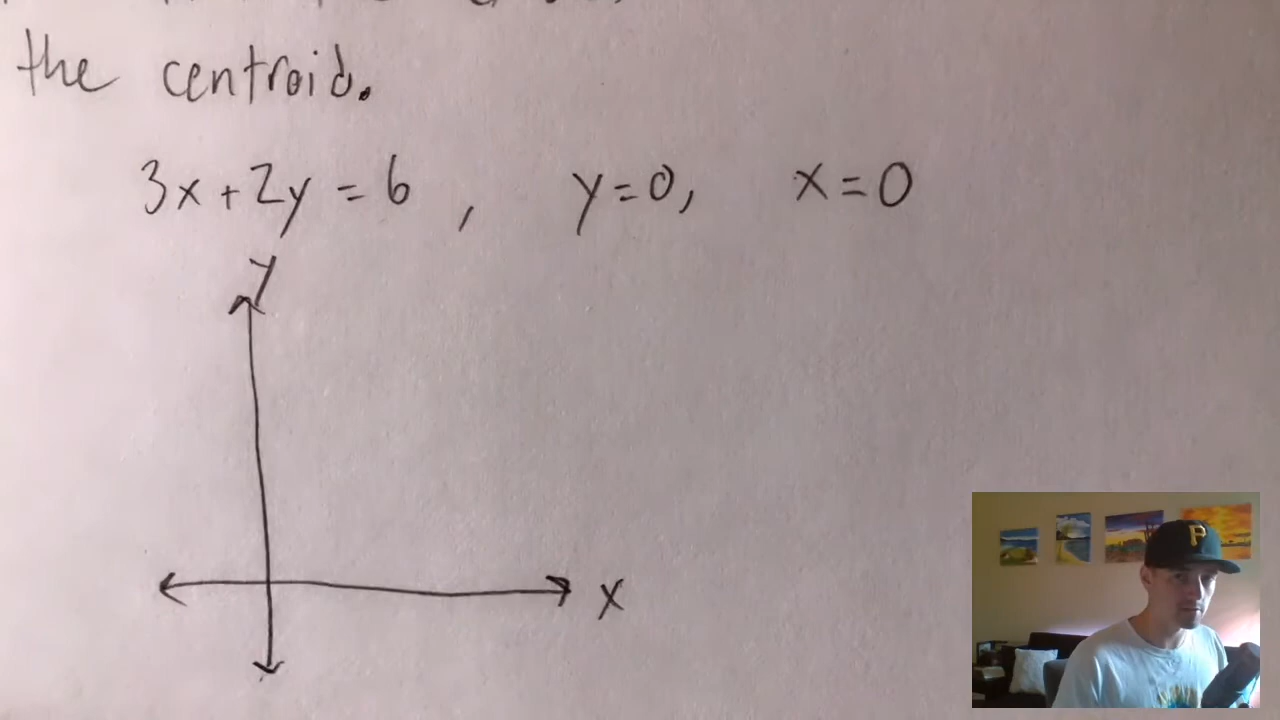 the centroid.
3x+2y=6, y=0, x=0
y
x
P